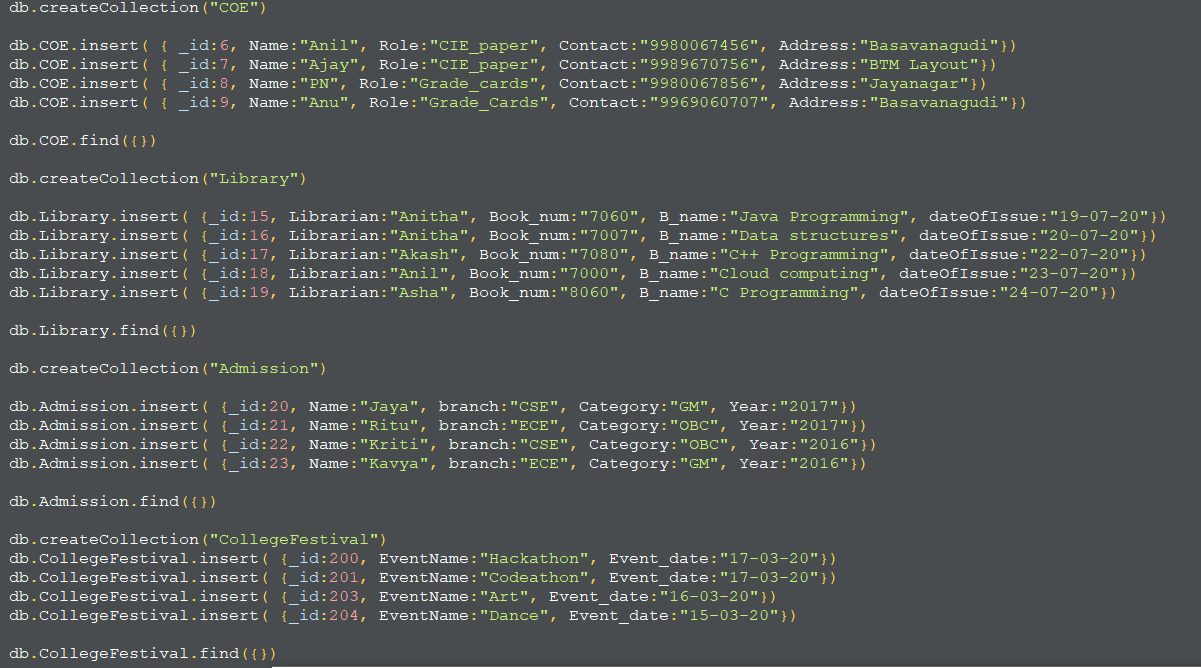 db.createCollection("COE")
db.COE.insert( { _id:6, Name:"Anil", Role:"CIE_paper", Contact:"9980067456", Address:"Basavanagudi"})
db.COE.insert( { _id:7, Name:"Ajay", Role:"CIE_paper", Contact:"9989670756", Address:"BTM Layout"})
db.COE.insert( { _id:8, Name:"PN", Role:"Grade_cards", Contact:"9980067856", Address:"Jayanagar"})
db.COE.insert( { _id:9, Name:"Anu", Role:"Grade_Cards", Contact:"9969060707", Address:"Basavanagudi"})
db.COE.find({})
db.createCollection("Library")
db.Library.insert( {_id:15, Librarian:"Anitha", Book_num:"7060", B_name:"Java Programming", dateOfIssue:"19-07-20"})
db.Library.insert( {_id:16, Librarian:"Anitha", Book_num:"7007", B_name:"Data structures", dateOfIssue:"20-07-20"})
db.Library.insert( {_id:17, Librarian:"Akash", Book_num:"7080", B_name:"C++ Programming", dateOfIssue:"22-07-20"})
db.Library.insert( {_id:18, Librarian:"Anil", Book_num:"7000", B_name:"Cloud computing", dateOfIssue:"23-07-20"})
db.Library.insert( {_id:19, Librarian:"Asha", Book_num:"8060", B_name:"C Programming", dateOfIssue:"24-07-20"})
db.Library.find({})
db.createCollection("Admission")
db.Admission.insert( {_id:20, Name:"Jaya", branch:"CSE", Category:"GM", Year:"2017"})
db.Admission.insert( {_id:21, Name:"Ritu", branch:"ECE", Category:"OBC", Year:"2017"})
db.Admission.insert( {_id:22, Name:"Kriti", branch:"CSE", Category:"OBC", Year:"2016"})
db.Admission.insert( {_id:23, Name:"Kavya", branch:"ECE", Category:"GM", Year:"2016"})
db.Admission.find({})
db.createCollection("CollegeFestival")
db.CollegeFestival.insert( {_id:200, EventName:"Hackathon", Event_date:"17-03-20"})
db.CollegeFestival.insert( {_id:201, EventName:"Codeathon", Event_date:"17-03-20"})
db.CollegeFestival.insert( {_id:203, EventName:"Art", Event_date:"16-03-20"})
db.CollegeFestival.insert( {_id:204, EventName:"Dance", Event_date:"15-03-20"})
db.CollegeFestival.find({})